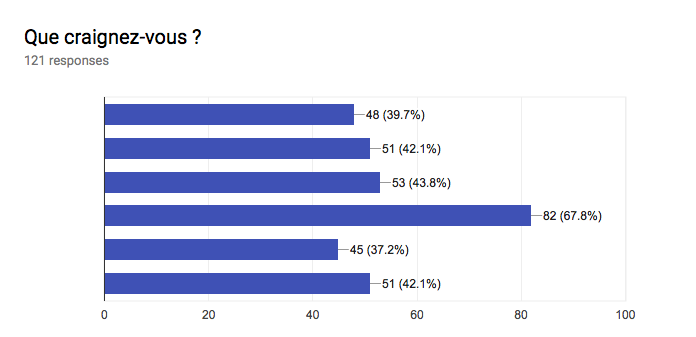 Que craignez-vous ?
121 responses
48 (39.7%)
51 (42.1%)
53 (43.8%)
82 (67.8%)
45 (37.2%)
51 (42.1%)
0 20 40 60 80 100